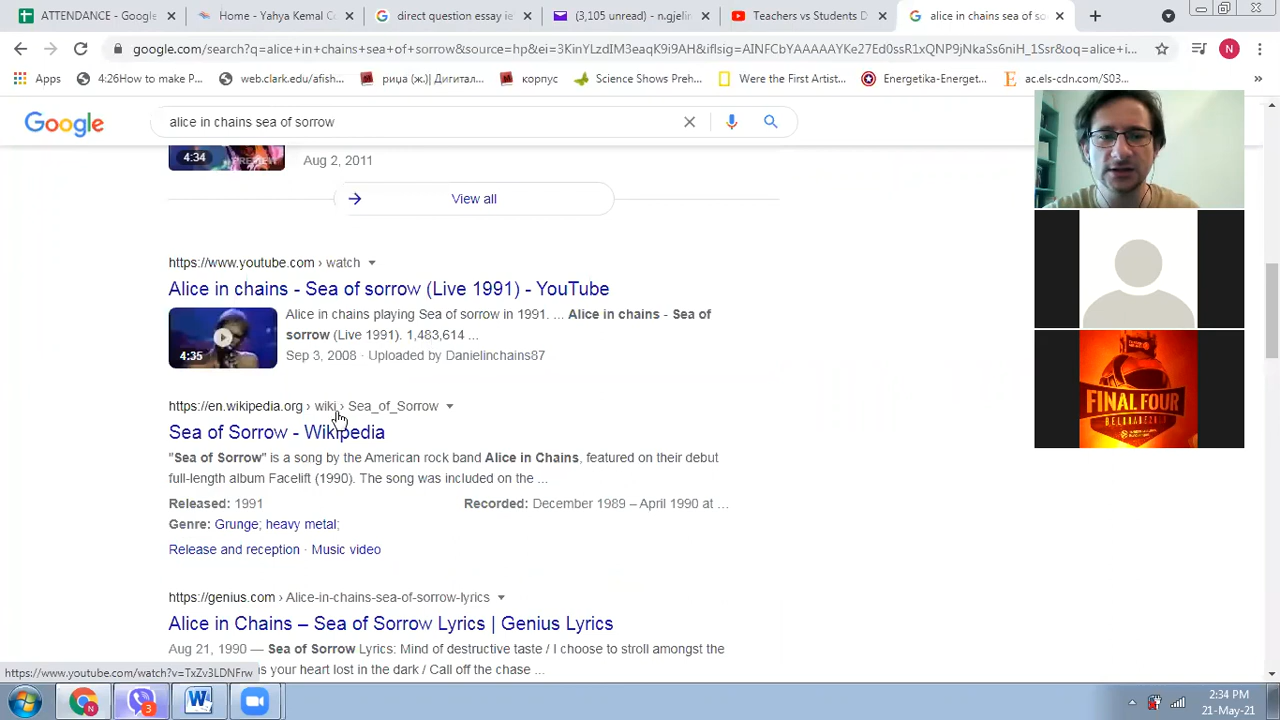 ATTENDANCE - Google
Home - Yahya Kemal C
direct question essay ie
(3,105 unread) - n.gjelin
Teachers vs Students D
alice in chains sea of so
google.com/search?q=alice+in+chains+sea+of+sorrow&source=hp&ei=3KinYLzdIM3eaqK9i9AH&iflsig=AINFCbYAAAAAYKe27Ed0ssR1xQNP9jNkaSs6niH_1Ssr&oq=alice+i...
N
Apps
4:26How to make P...
web.clark.edu/afish...
рица (ж.)| Дигитал...
корпус
Science Shows Preh...
Were the First Artist...
Energetika-Energet...
ac.els-cdn.com/S03...
»
Google
alice in chains sea of sorrow
4:34
PREVIEW
Aug 2, 2011
View all
https://www.youtube.com › watch
Alice in chains - Sea of sorrow (Live 1991) - YouTube
Alice in chains playing Sea of sorrow in 1991. ... Alice in chains - Sea of
sorrow (Live 1991). 1,483,614 ...
4:35
Sep 3, 2008 · Uploaded by Danielinchains87
https://en.wikipedia.org › wiki › Sea_of_Sorrow
Sea of Sorrow - Wikipedia
"Sea of Sorrow" is a song by the American rock band Alice in Chains, featured on their debut
full-length album Facelift (1990). The song was included on the ...
Released: 1991
Recorded: December 1989 – April 1990 at ...
Genre: Grunge; heavy metal;
Release and reception · Music video
https://genius.com › Alice-in-chains-sea-of-sorrow-lyrics
Alice in Chains – Sea of Sorrow Lyrics | Genius Lyrics
Aug 21, 1990 — Sea of Sorrow Lyrics: Mind of destructive taste / I choose to stroll amongst the
s your heart lost in the dark / Call off the chase ...
https://www.youtube.com/watch?v=TxZv3LDNFrw
FINAL FOUR
N
3
2:34 PM
21-May-21